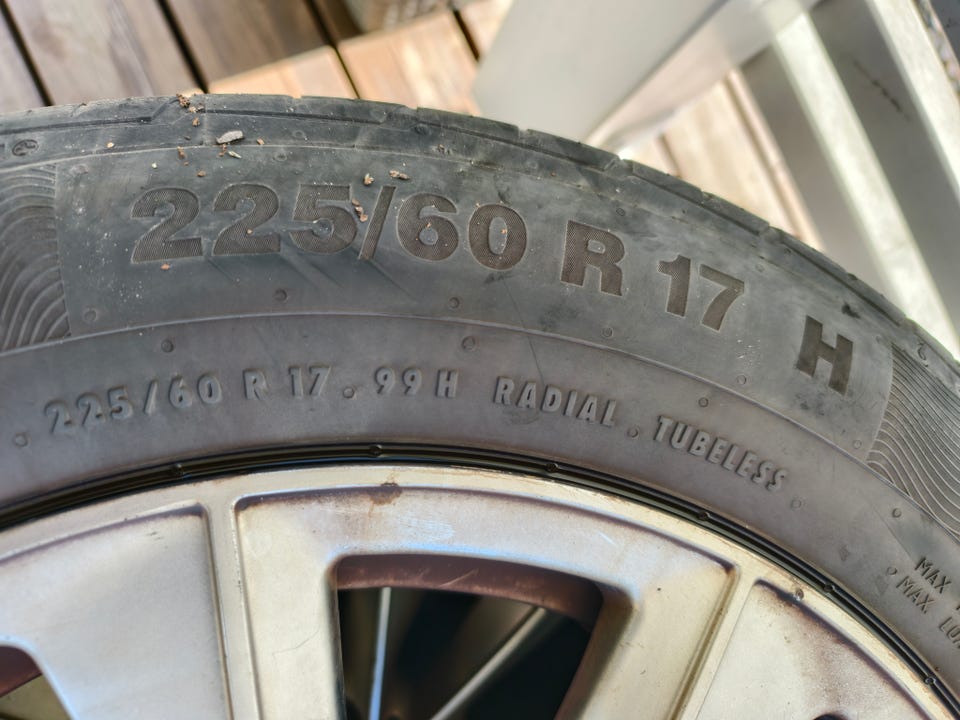 225/60 R 17 H
225/60 R 17 . 99 H RADIAL . TUBELESS
MAX
MAX